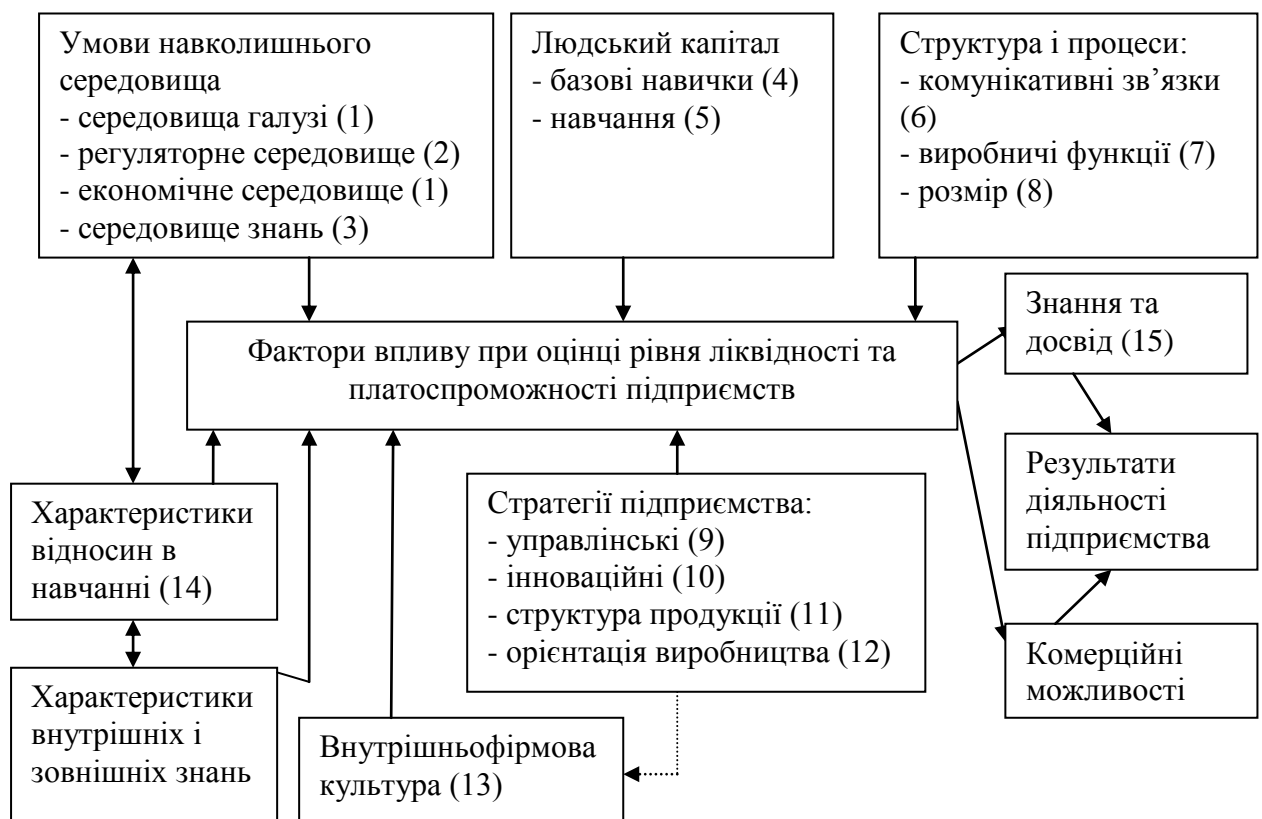 Умови навколишнього
середовища
- середовища галузі (1)
- регуляторне середовище (2)
- економічне середовище (1)
- середовище знань (3)
Людський капітал
- базові навички (4)
- навчання (5)
Структура і процеси:
- комунікативні зв’язки
(6)
- виробничі функції (7)
- розмір (8)
Фактори впливу при оцінці рівня ліквідності та
платоспроможності підприємств
Знання та
досвід (15)
Результати
діяльності
підприємства
Комерційні
можливості
Характеристики
відносин в
навчанні (14)
Стратегії підприємства:
- управлінські (9)
- інноваційні (10)
- структура продукції (11)
- орієнтація виробництва (12)
Характеристики
внутрішніх і
зовнішніх знань
Внутрішньофірмова
культура (13)